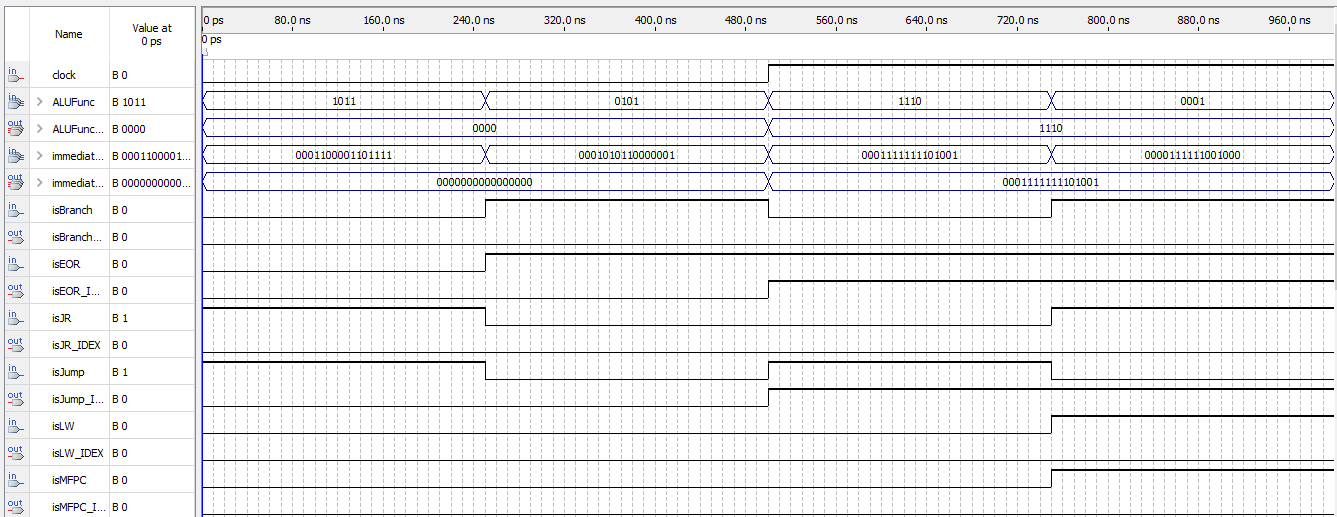 Name Value at 0 ps 0 ps 80.0 ns 160.0 ns 240.0 ns 320.0 ns 400.0 ns 480.0 ns 560.0 ns 640.0 ns 720.0 ns 800.0 ns 880.0 ns 960.0 ns
0 ps
in clock B 0
in > ALUFunc B 1011 1011 0101 1110 0001
out > ALUFunc... B 0000 0000 1110
in > immediat... B 0001100001... 0001100001101111 0001010110000001 0001111111101001 0000111111001000
out > immediat... B 0000000000... 0000000000000000 0001111111101001
in isBranch B 0
out isBranch... B 0
in isEOR B 0
out isEOR_I... B 0
in isJR B 1
out isJR_IDEX B 0
in isJump B 1
out isJump_I... B 0
in isLW B 0
out isLW_IDEX B 0
in isMFPC B 0
out isMFPC_I... B 0